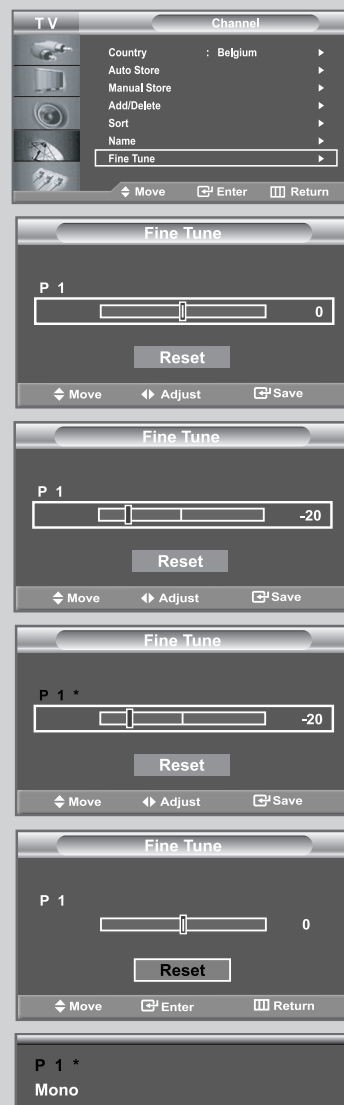 TV Channel
Country : Belgium
Auto Store
Manual Store
Add/Delete
Sort
Name
Fine Tune
Move Enter Return
Fine Tune
P 1
0
Reset
Move Adjust Save
Fine Tune
P 1
-20
Reset
Move Adjust Save
Fine Tune
P 1 *
-20
Reset
Move Adjust Save
Fine Tune
P 1
0
Reset
Move Enter Return
P 1 *
Mono